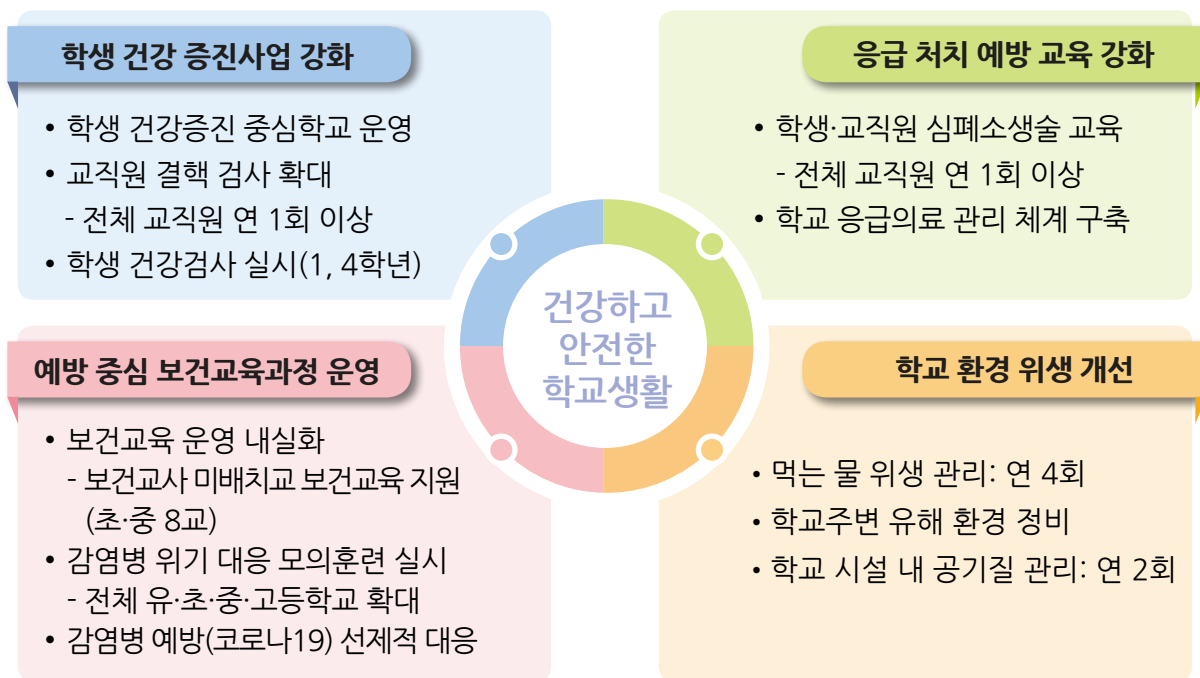 학생 건강 증진사업 강화
• 학생 건강증진 중심학교 운영
• 교직원 결핵 검사 확대
- 전체 교직원 연 1회 이상
• 학생 건강검사 실시(1, 4학년)
응급 처치 예방 교육 강화
• 학생·교직원 심폐소생술 교육
- 전체 교직원 연 1회 이상
• 학교 응급의료 관리 체계 구축
건강하고
안전한
학교생활
예방 중심 보건교육과정 운영
• 보건교육 운영 내실화
- 보건교사 미배치교 보건교육 지원
(초·중 8교)
• 감염병 위기 대응 모의훈련 실시
- 전체 유·초·중·고등학교 확대
• 감염병 예방(코로나19) 선제적 대응
학교 환경 위생 개선
• 먹는 물 위생 관리: 연 4회
• 학교주변 유해 환경 정비
• 학교 시설 내 공기질 관리: 연 2회